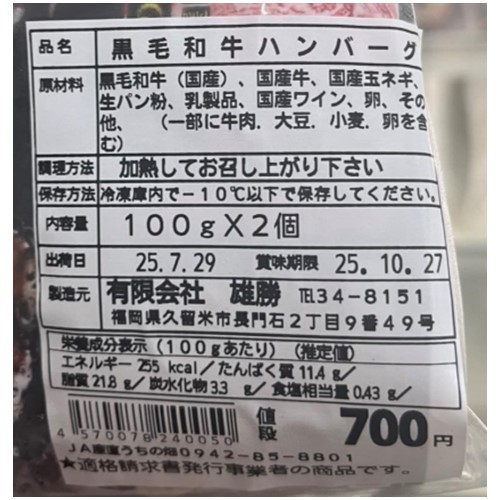 品名 黒毛和牛ハンバーグ
原材料 黒毛和牛（国産）、国産牛、国産玉ネギ、
生パン粉、乳製品、国産ワイン、卵、その
他、（一部に牛肉．大豆．小麦．卵を含
む）
調理方法 加熱してお召し上がり下さい
保存方法 冷凍庫内で－10℃以下で保存してください。
内容量 100gX2個
出荷日 25.7.29 賞味期限 25.10.27
製造元 有限会社 雄勝 TEL34-8151
福岡県久留米市長門石2丁目9番49号
栄養成分表示（100gあたり）（推定値）
エネルギー 255 kcal／たんぱく質 11.4 g／
脂質 21.8 g／炭水化物 3.3 g／食塩相当量 0.43 g／
4570078240050 値段 700円
JA産直うちの畑0942-85-8801
★適格請求書発行事業者の商品です。